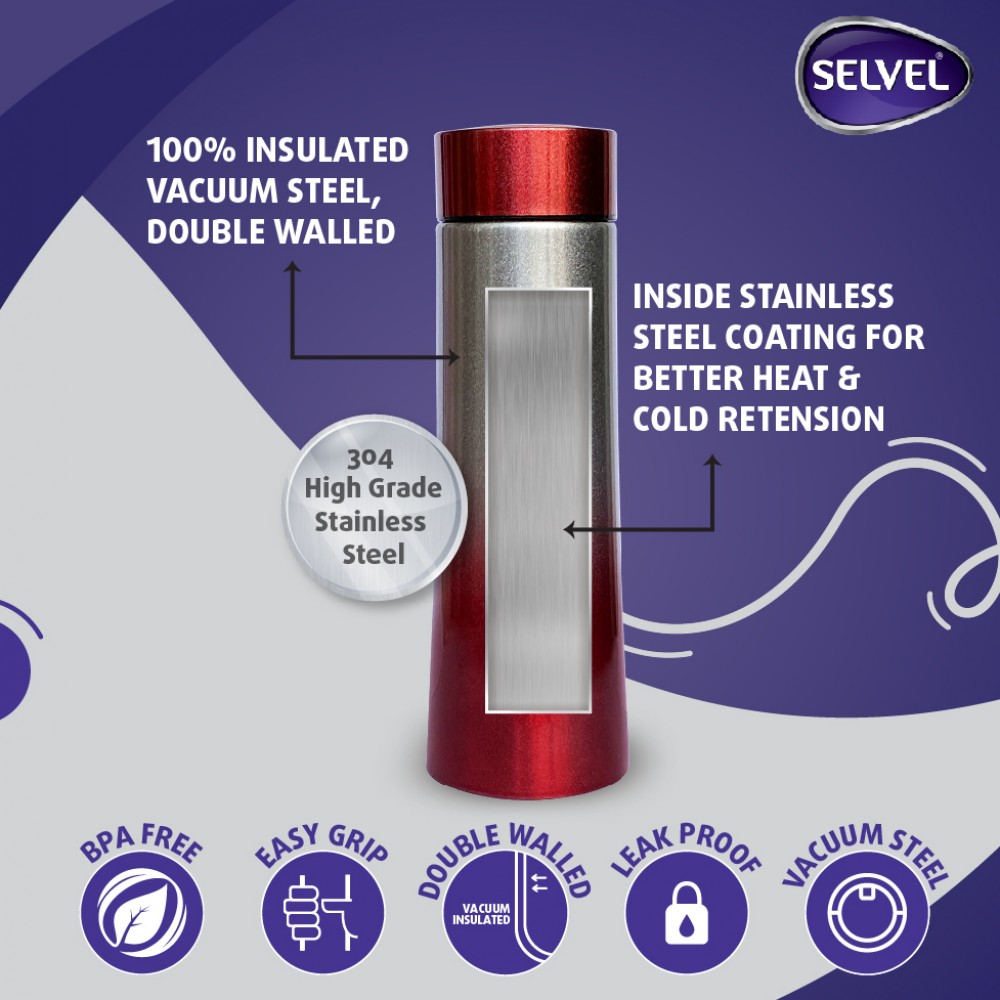 SELVEL®
100% INSULATED
VACUUM STEEL,
DOUBLE WALLED
INSIDE STAINLESS
STEEL COATING FOR
BETTER HEAT &
COLD RETENSION
304
High Grade
Stainless
Steel
BPA FREE
EASY GRIP
DOUBLE WALLED
VACUUM
INSULATED
LEAK PROOF
VACUUM STEEL